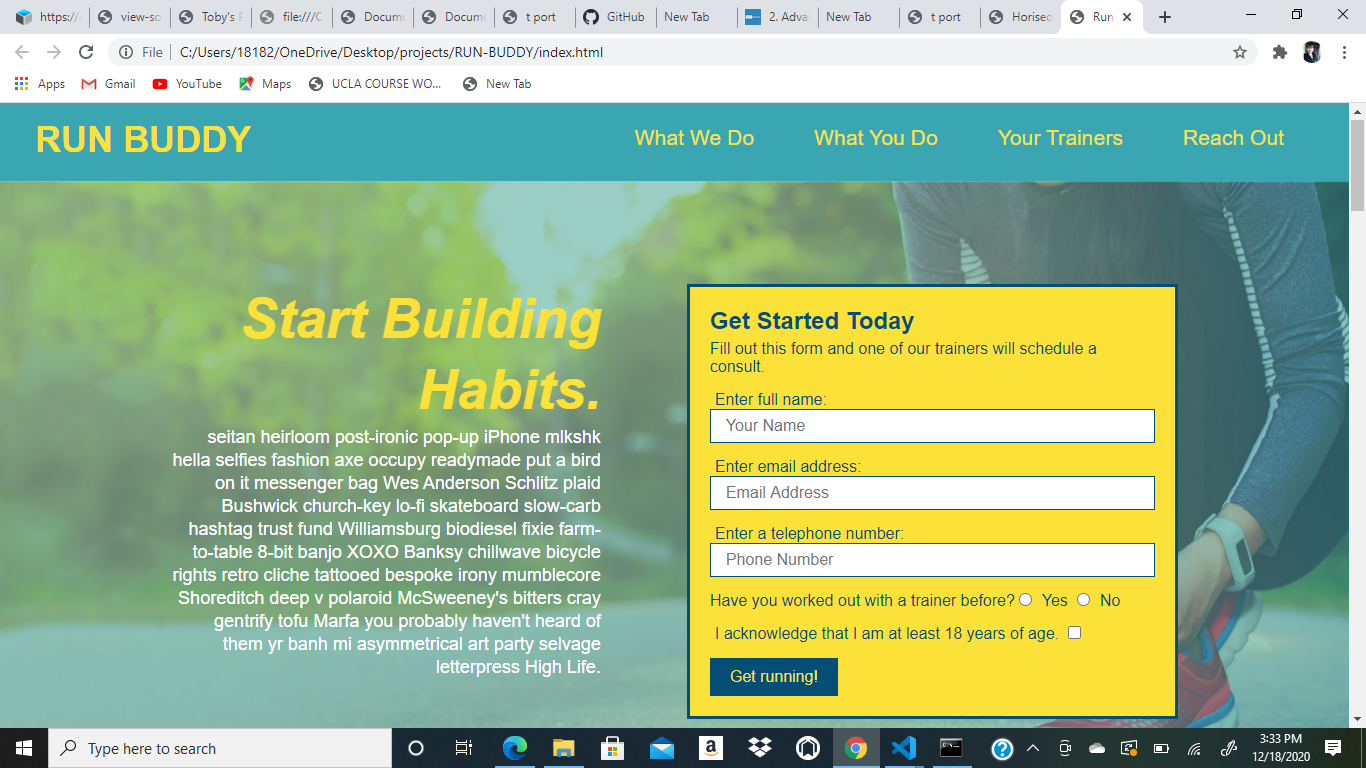 https://
view-so
Toby's
file:///C
Docume
Docume
t port
GitHub
New Tab
2. Adva
New Tab
t port
Horiseo
Run
File
C:/Users/18182/OneDrive/Desktop/projects/RUN-BUDDY/index.html
Apps
Gmail
YouTube
Maps
UCLA COURSE WO...
New Tab
RUN BUDDY
What We Do
What You Do
Your Trainers
Reach Out
Start Building
Habits.
seitan heirloom post-ironic pop-up iPhone mlkshk
hella selfies fashion axe occupy readymade put a bird
on it messenger bag Wes Anderson Schlitz plaid
Bushwick church-key lo-fi skateboard slow-carb
hashtag trust fund Williamsburg biodiesel fixie farm-
to-table 8-bit banjo XOXO Banksy chillwave bicycle
rights retro cliche tattooed bespoke irony mumblecore
Shoreditch deep v polaroid McSweeney's bitters cray
gentrify tofu Marfa you probably haven't heard of
them yr banh mi asymmetrical art party selvage
letterpress High Life.
Get Started Today
Fill out this form and one of our trainers will schedule a
consult.
Enter full name:
Your Name
Enter email address:
Email Address
Enter a telephone number:
Phone Number
Have you worked out with a trainer before? Yes No
I acknowledge that I am at least 18 years of age.
Get running!
Type here to search
3:33 PM
12/18/2020